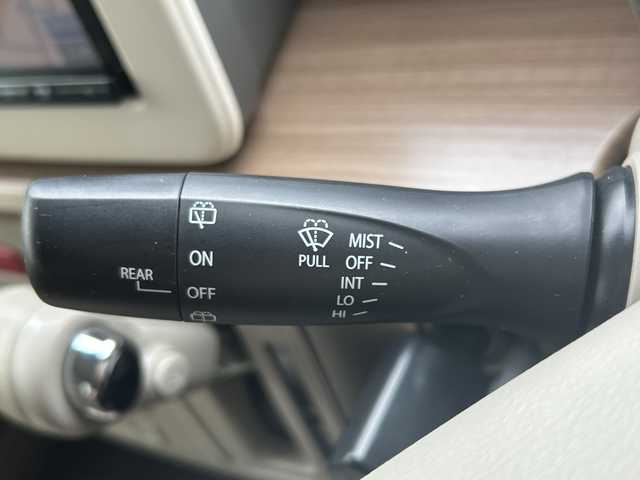 ON
REAR
OFF
PULL
MIST
OFF
INT
LO
HI